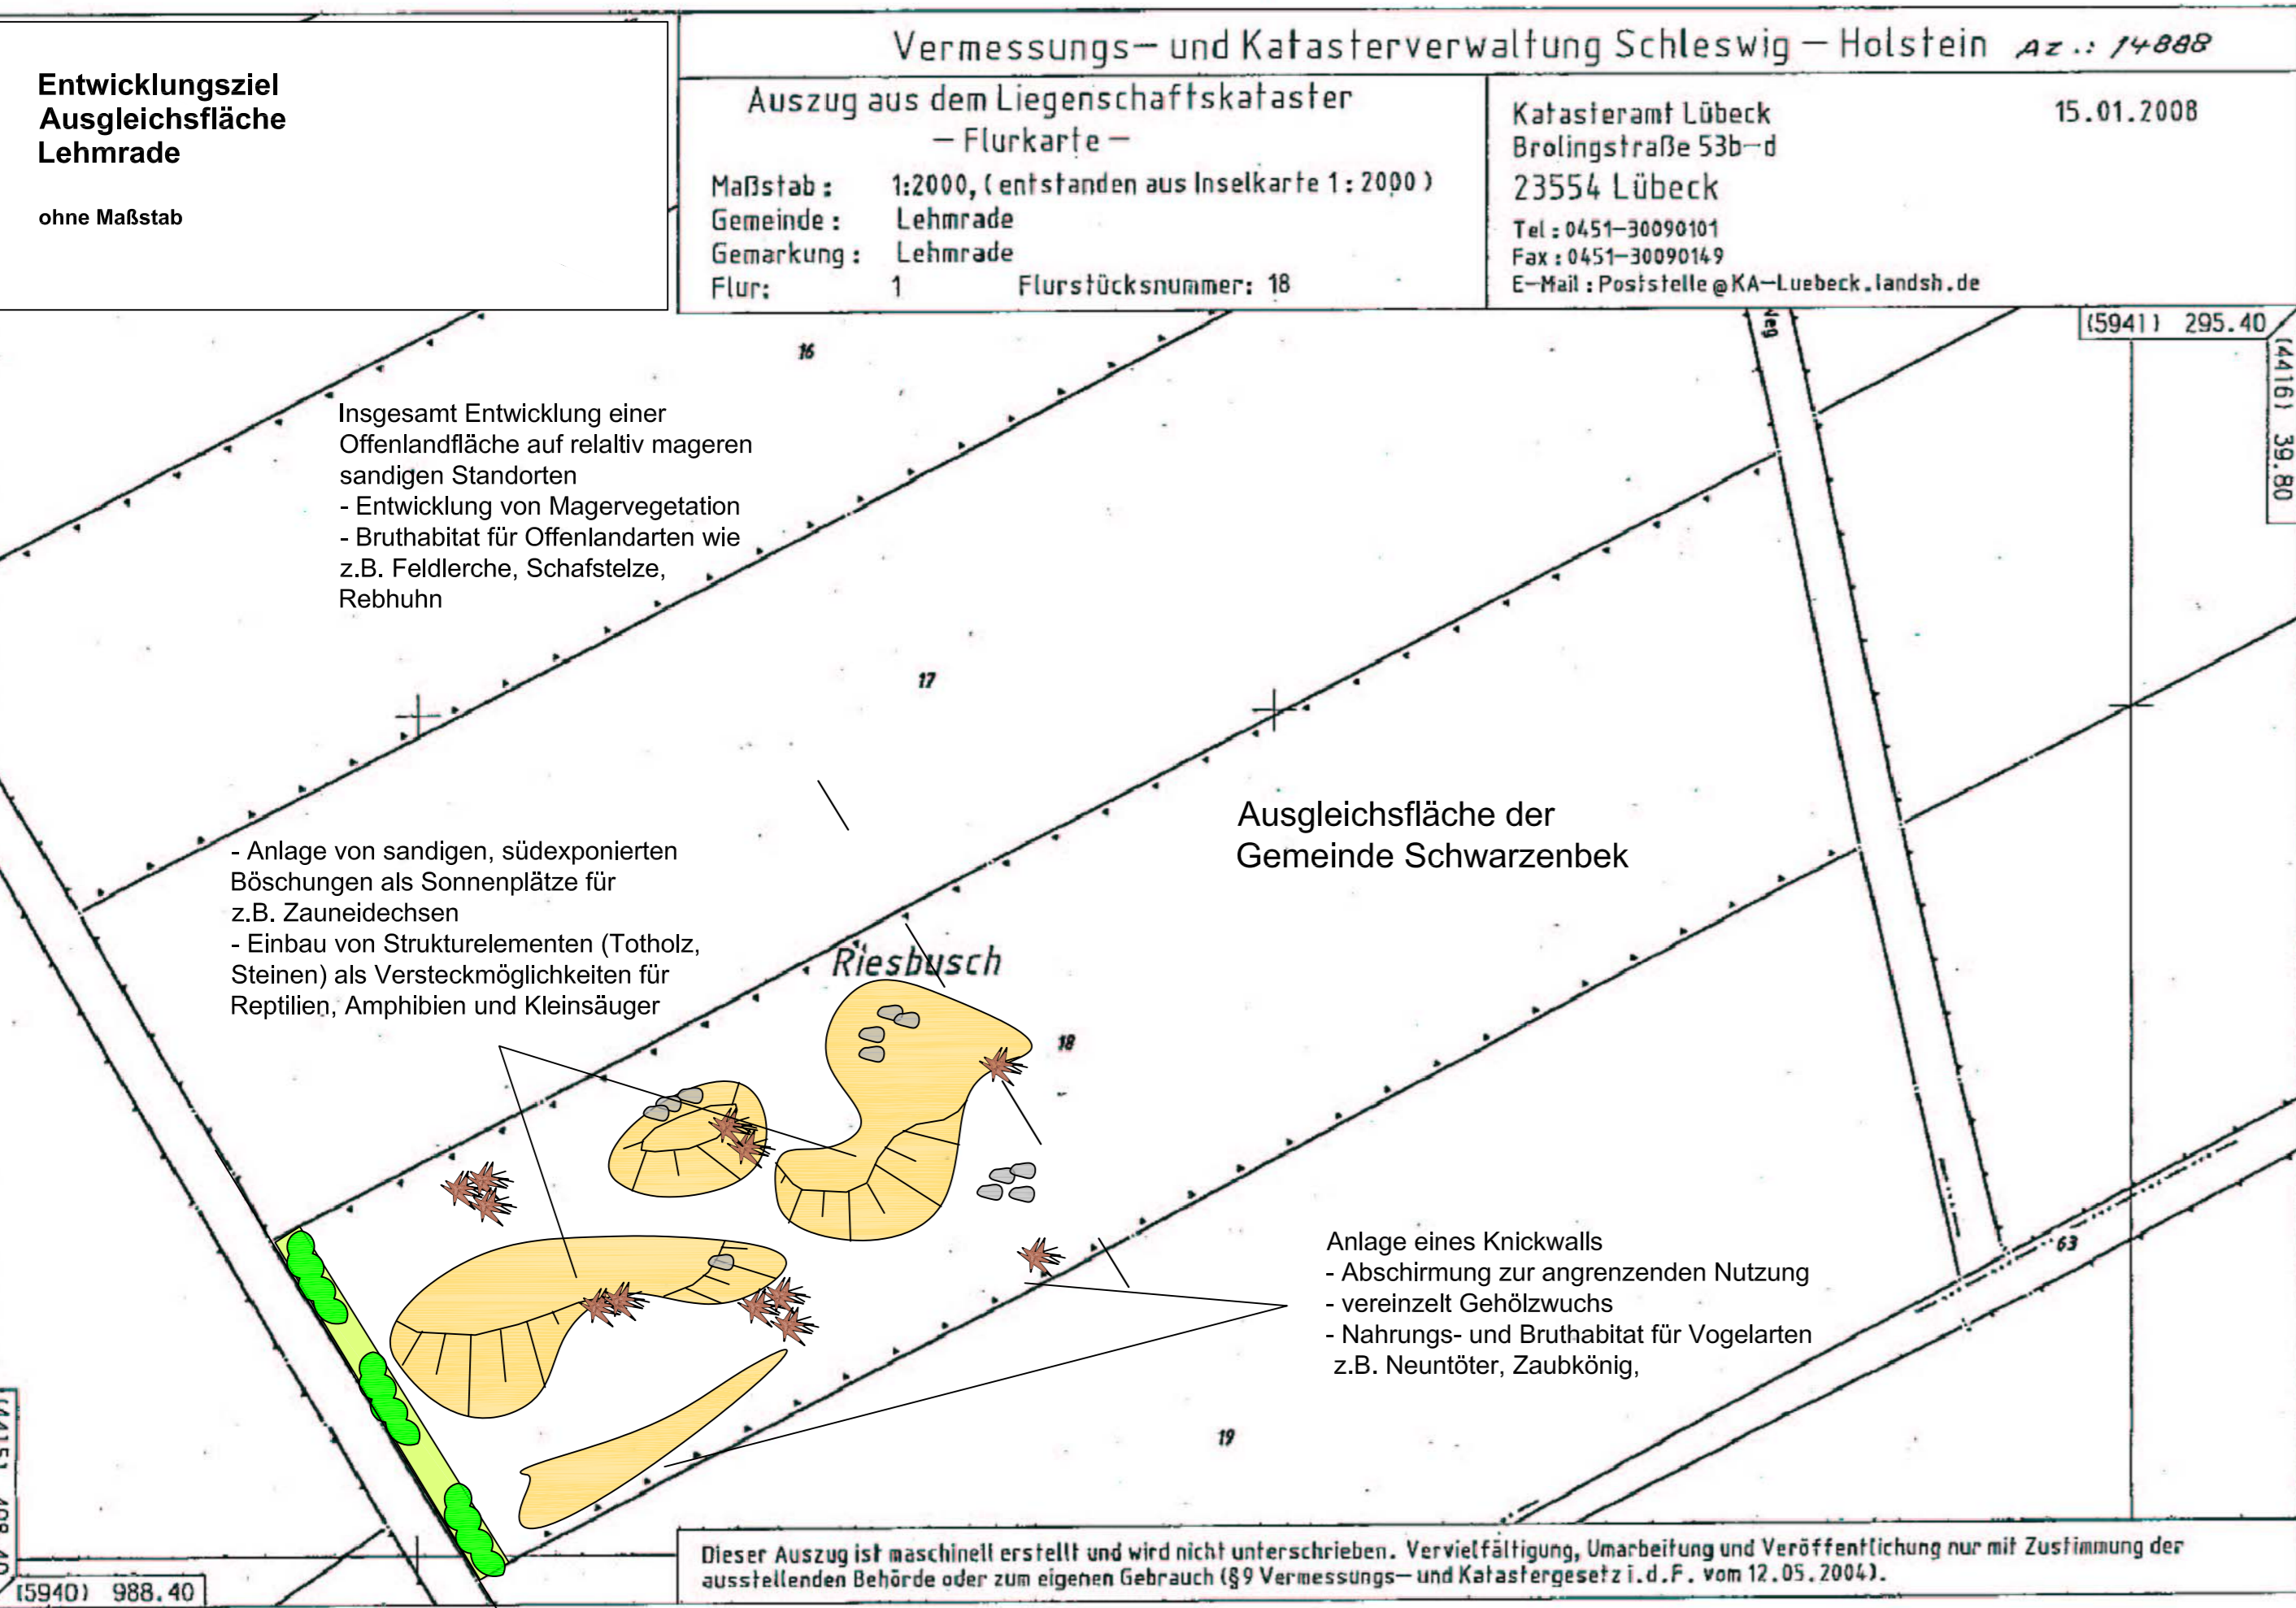 Entwicklungsziel
Ausgleichsfläche
Lehmrade
ohne Maßstab
Vermessungs– und Katasterverwaltung Schleswig – Holstein Az.: 14888
Auszug aus dem Liegenschaftskataster
– Flurkarte –
Maßstab : 1:2000, ( entstanden aus Inselkarte 1 : 2000 )
Gemeinde : Lehmrade
Gemarkung : Lehmrade
Flur: 1 Flurstücksnummer: 18
Katasteramt Lübeck 15.01.2008
Brolingstraße 53b–d
23554 Lübeck
Tel : 0451–30090101
Fax : 0451–30090149
E–Mail : Poststelle @ KA–Luebeck.landsh.de
(5941) 295.40
(4416) 39.80
Weg
16
Insgesamt Entwicklung einer
Offenlandfläche auf relaltiv mageren
sandigen Standorten
- Entwicklung von Magervegetation
- Bruthabitat für Offenlandarten wie
z.B. Feldlerche, Schafstelze,
Rebhuhn
17
Ausgleichsfläche der
Gemeinde Schwarzenbek
- Anlage von sandigen, südexponierten
Böschungen als Sonnenplätze für
z.B. Zauneidechsen
- Einbau von Strukturelementen (Totholz,
Steinen) als Versteckmöglichkeiten für
Reptilien, Amphibien und Kleinsäuger
Riesbusch
18
Anlage eines Knickwalls
- Abschirmung zur angrenzenden Nutzung
- vereinzelt Gehölzwuchs
- Nahrungs- und Bruthabitat für Vogelarten
z.B. Neuntöter, Zaubkönig,
63
19
(5940) 988.40
Dieser Auszug ist maschinell erstellt und wird nicht unterschrieben. Vervielfältigung, Umarbeitung und Veröffentlichung nur mit Zustimmung der
ausstellenden Behörde oder zum eigenen Gebrauch (§9 Vermessungs– und Katastergesetz i.d.F. vom 12.05.2004).